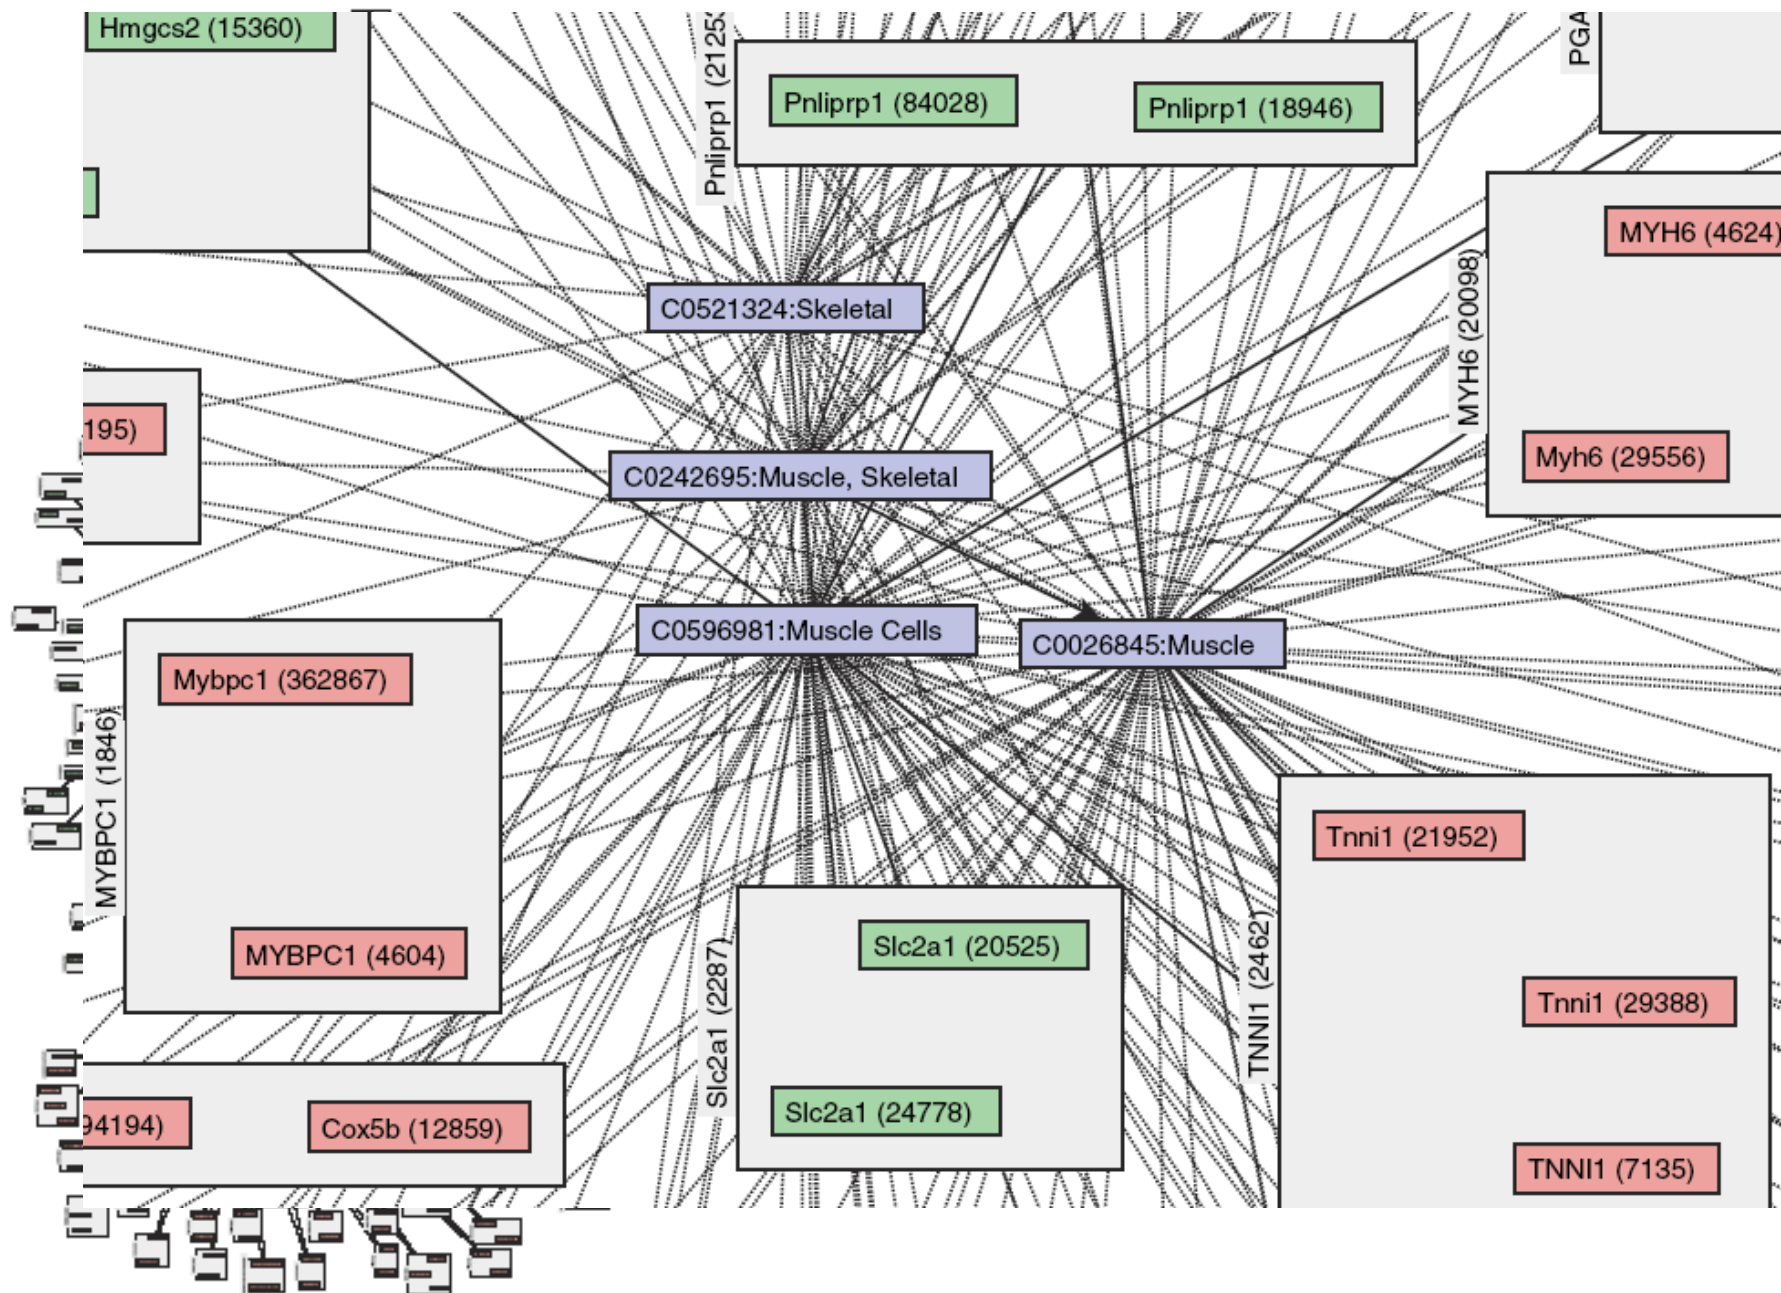 Hmgcs2 (15360)
Pnliprp1 (2125
Pnliprp1 (84028)
Pnliprp1 (18946)
PGA
MYH6 (20098)
MYH6 (4624)
Myh6 (29556)
C0521324:Skeletal
195)
C0242695:Muscle, Skeletal
C0596981:Muscle Cells
C0026845:Muscle
MYBPC1 (1846)
Mybpc1 (362867)
MYBPC1 (4604)
Slc2a1 (2287)
Slc2a1 (20525)
Slc2a1 (24778)
TNNI1 (2462)
Tnni1 (21952)
Tnni1 (29388)
TNNI1 (7135)
94194)
Cox5b (12859)